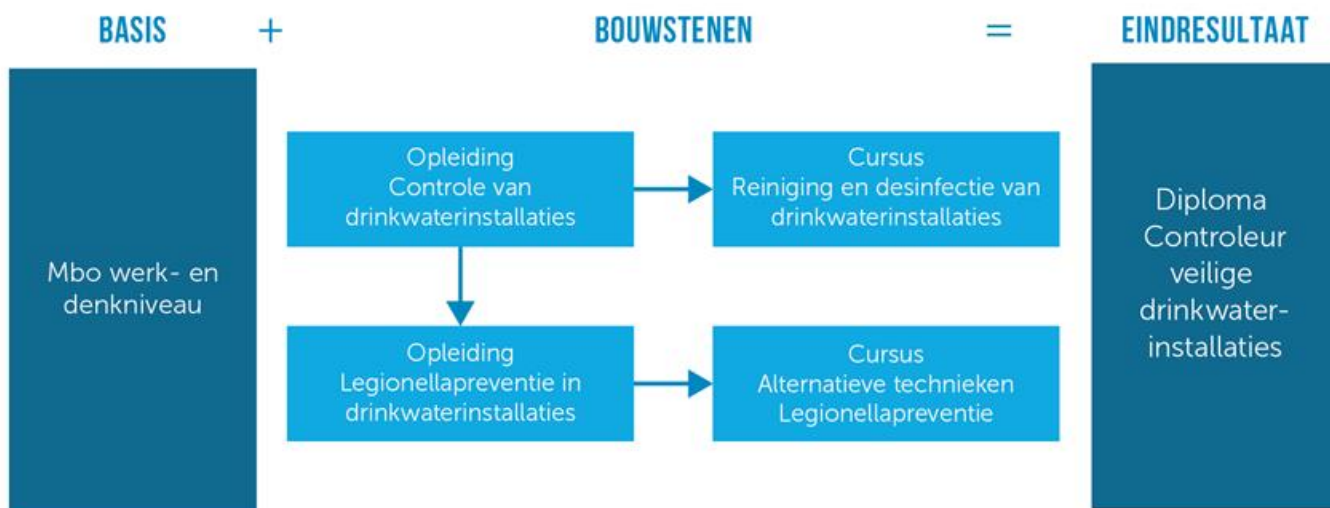 BASIS + BOUWSTENEN = EINDRESULTAAT
Mbo werk- en
denkniveau
Opleiding
Controle van
drinkwaterinstallaties
Cursus
Reiniging en desinfectie van
drinkwaterinstallaties
Opleiding
Legionellapreventie in
drinkwaterinstallaties
Cursus
Alternatieve technieken
Legionellapreventie
Diploma
Controleur
veilige
drinkwater-
installaties